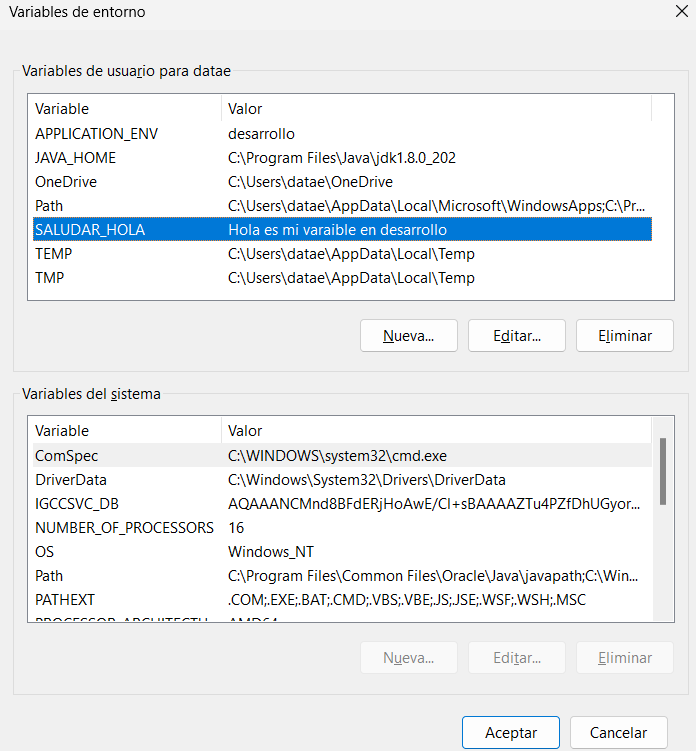 Variables de entorno
Variables de usuario para datae
Variable Valor
APPLICATION_ENV desarrollo
JAVA_HOME C:\Program Files\Java\jdk1.8.0_202
OneDrive C:\Users\datae\OneDrive
Path C:\Users\datae\AppData\Local\Microsoft\WindowsApps;C:\Pr...
SALUDAR_HOLA Hola es mi varaible en desarrollo
TEMP C:\Users\datae\AppData\Local\Temp
TMP C:\Users\datae\AppData\Local\Temp
Nueva... Editar... Eliminar
Variables del sistema
Variable Valor
ComSpec C:\WINDOWS\system32\cmd.exe
DriverData C:\Windows\System32\Drivers\DriverData
IGCCSVC_DB AQAAANCMnd8BFdERjHoAwE/Cl+sBAAAAZTu4PZfDhUGyor...
NUMBER_OF_PROCESSORS 16
OS Windows_NT
Path C:\Program Files\Common Files\Oracle\Java\javapath;C:\Win...
PATHEXT .COM;.EXE;.BAT;.CMD;.VBS;.VBE;.JS;.JSE;.WSF;.WSH;.MSC
PROCESSOR_ARCHITECTU... AMD64
Nueva... Editar... Eliminar
Aceptar Cancelar